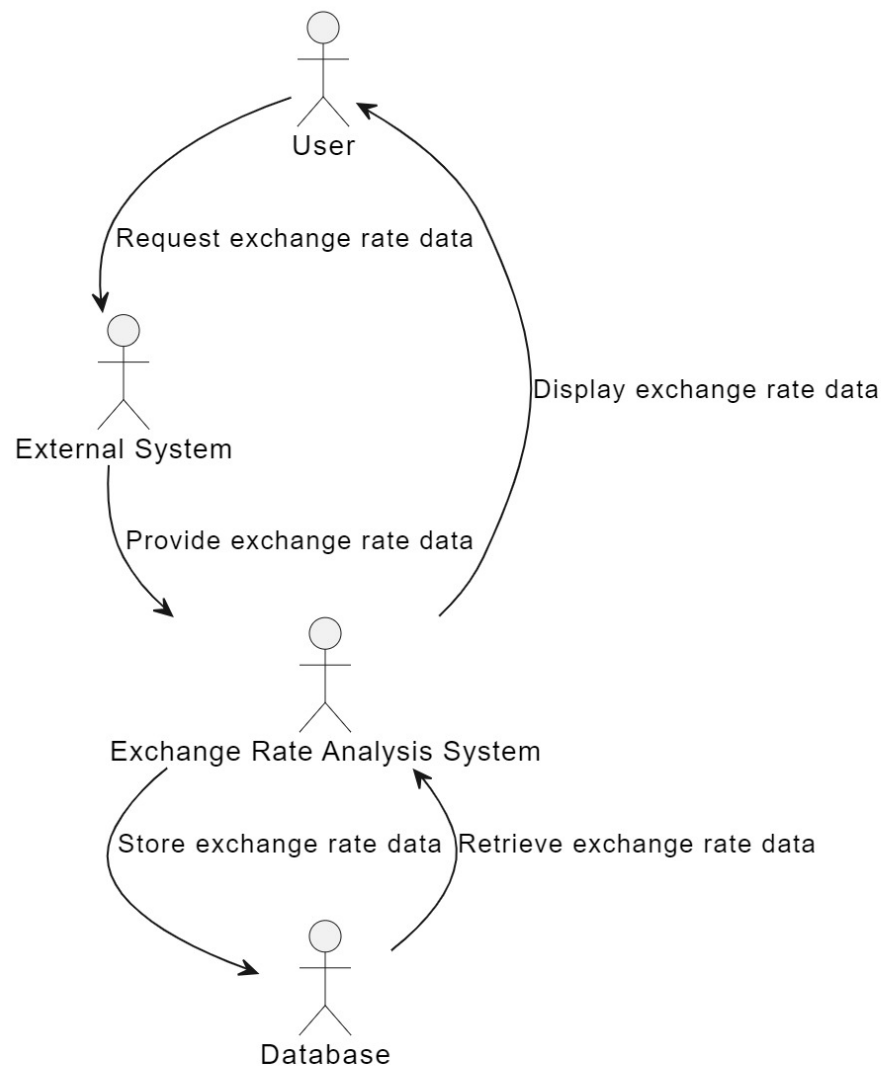 User
Request exchange rate data
Display exchange rate data
External System
Provide exchange rate data
Exchange Rate Analysis System
Store exchange rate data
Retrieve exchange rate data
Database